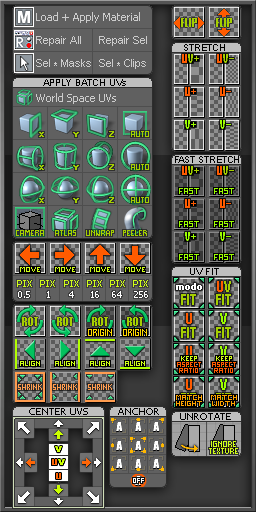 M Load + Apply Material
R Repair All Repair Sel
Sel * Masks Sel * Clips
APPLY BATCH UVs
World Space UVs
X Y Z AUTO
X Y Z AUTO
X Y Z AUTO
CAMERA ATLAS UNWRAP PEELER
MOVE MOVE MOVE MOVE
PIX PIX PIX PIX PIX PIX
0.5 1 4 16 64 256
ROT ROT ROT ORIGIN ROT ORIGIN
ALIGN ALIGN ALIGN ALIGN
SHRINK SHRINK SHRINK
CENTER UVS
V
UV
U
ANCHOR
A A A
A A A
A A A
OFF
FLIP FLIP
STRETCH
UV+ UV-
U+ U-
V+ V-
FAST STRETCH
UV+ UV-
FAST FAST
U+ U-
FAST FAST
V+ V-
FAST FAST
UV FIT
modo FIT UV FIT
U FIT V FIT
U KEEP ASPECT RATIO V KEEP ASPECT RATIO
U MATCH HEIGHT V MATCH WIDTH
UNROTATE
IGNORE TEXTURE